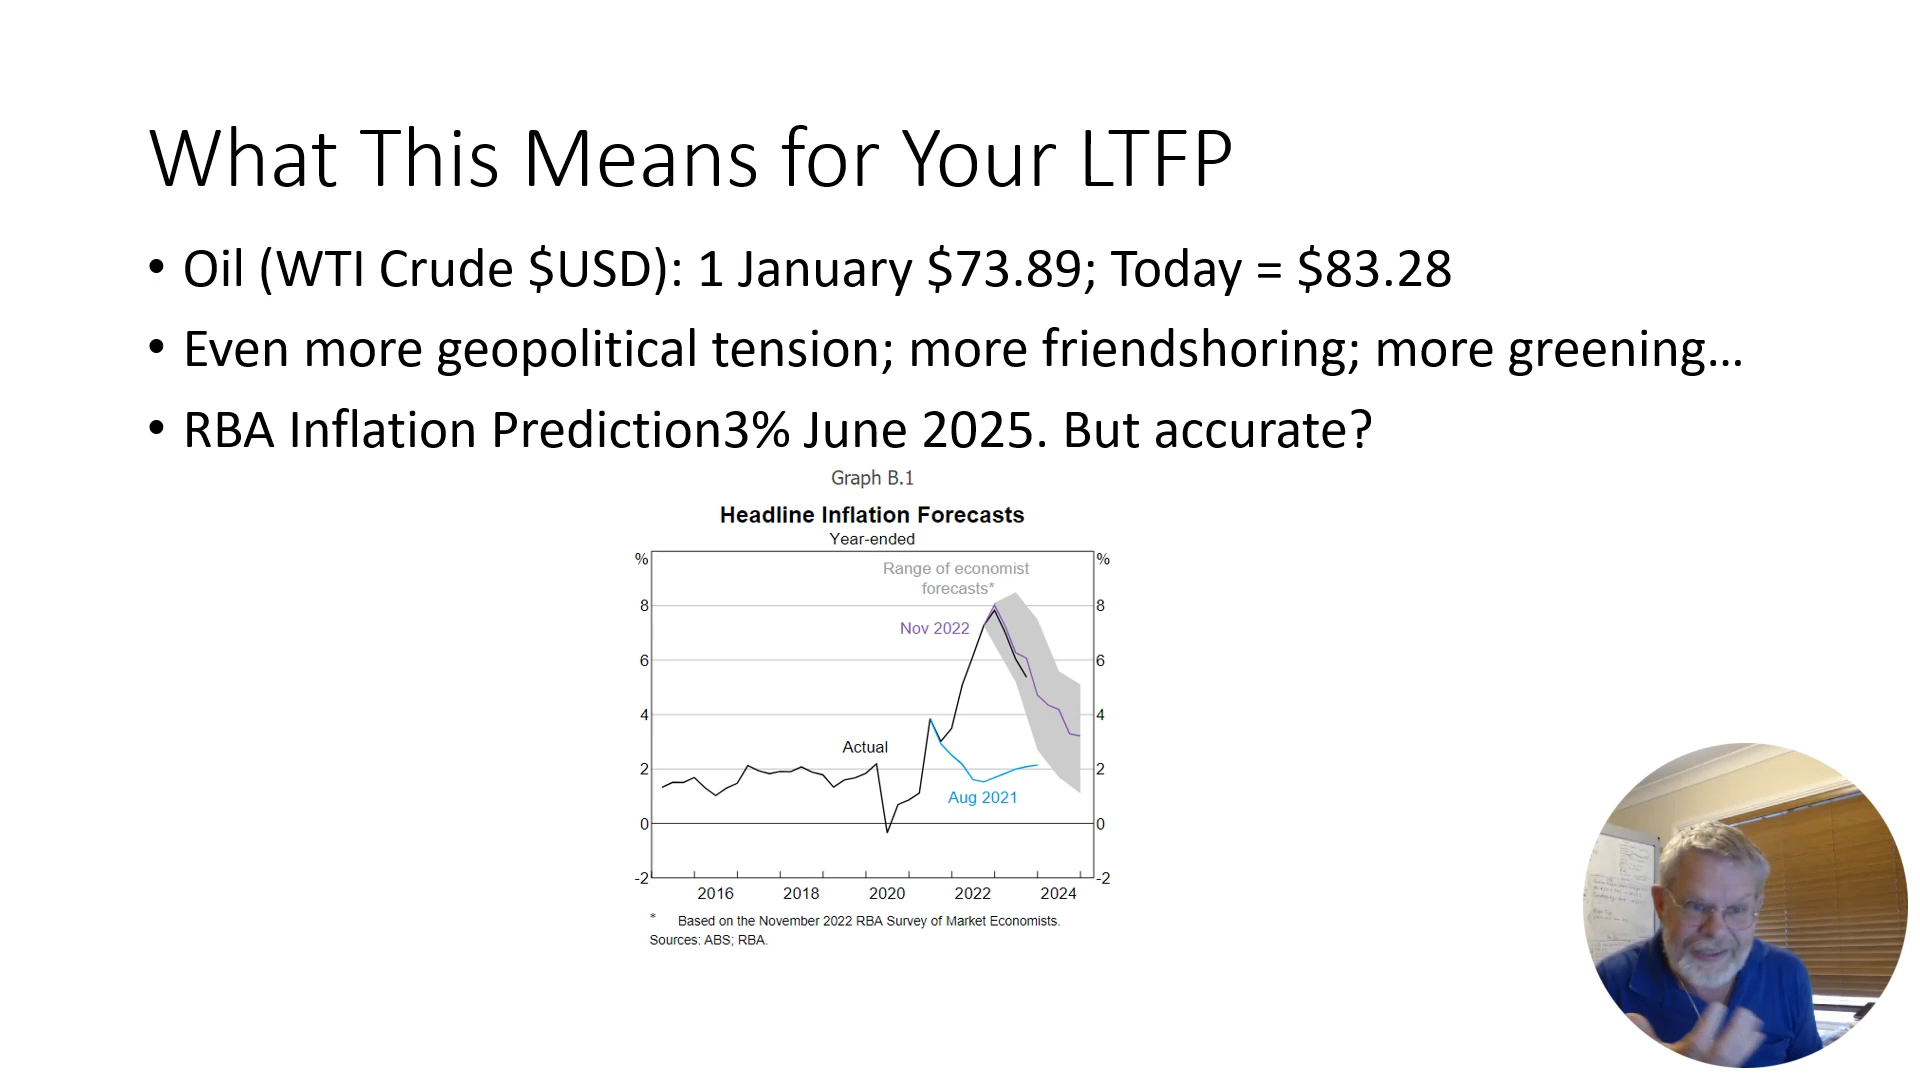 What This Means for Your LTFP
• Oil (WTI Crude $USD): 1 January $73.89; Today = $83.28
• Even more geopolitical tension; more friendshoring; more greening…
• RBA Inflation Prediction3% June 2025. But accurate?
Graph B.1
Headline Inflation Forecasts
Year-ended
% %
Range of economist
forecasts*
8 8
Nov 2022
6 6
4 4
Actual
2 2
Aug 2021
0 0
-2 -2
2016 2018 2020 2022 2024
* Based on the November 2022 RBA Survey of Market Economists.
Sources: ABS; RBA.